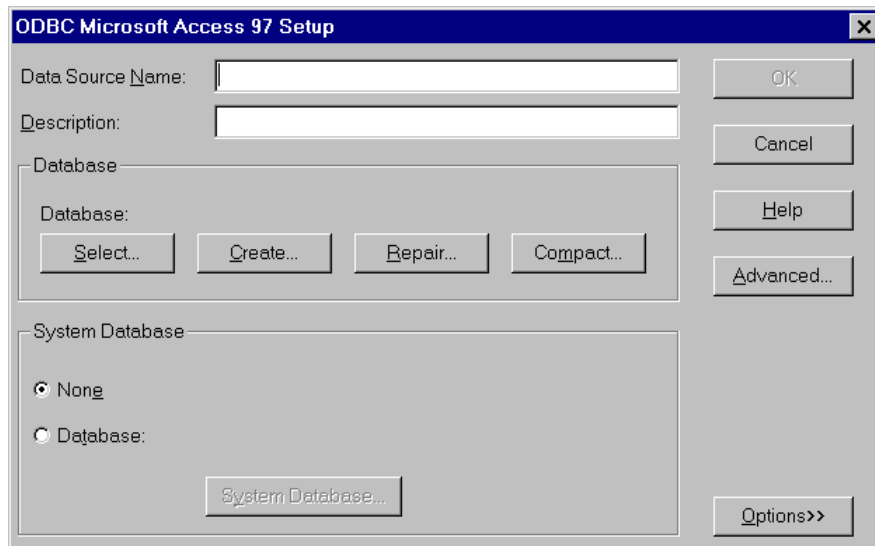 ODBC Microsoft Access 97 Setup
Data Source Name:
OK
Description:
Cancel
Database
Database:
Help
Select... Create... Repair... Compact...
Advanced...
System Database
None
Database:
System Database...
Options>>